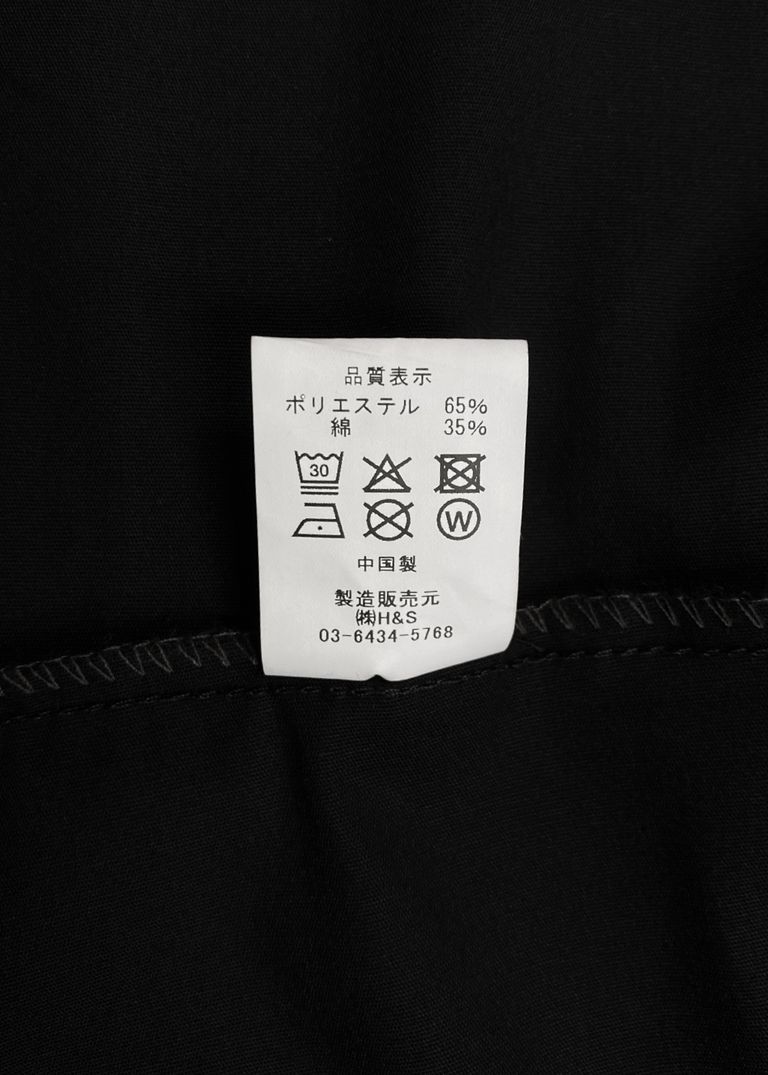 品質表示
ポリエステル 65%
綿 35%
30
W
中国製
製造販売元
㈱H&S
03-6434-5768